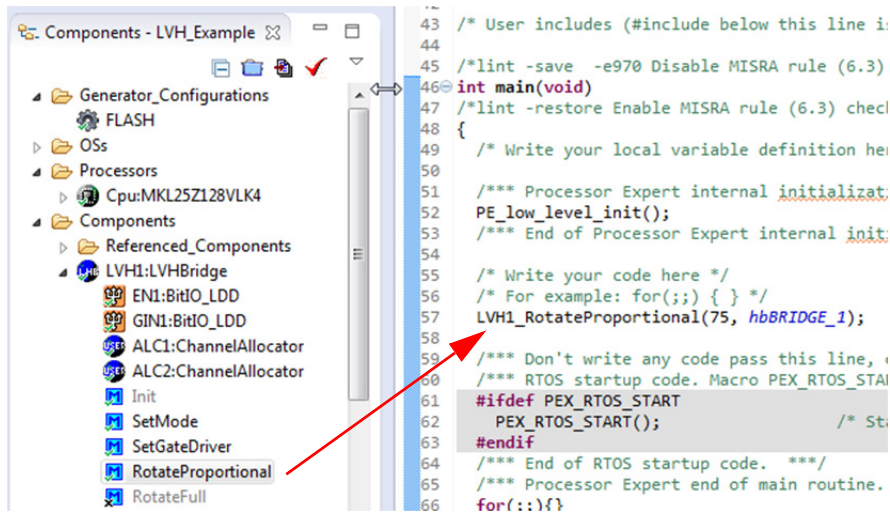 Components - LVH_Example
Generator_Configurations
FLASH
OSs
Processors
Cpu:MKL25Z128VLK4
Components
Referenced_Components
LVH1:LVHBridge
EN1:BitIO_LDD
GIN1:BitIO_LDD
ALC1:ChannelAllocator
ALC2:ChannelAllocator
Init
SetMode
SetGateDriver
RotateProportional
RotateFull
43 /* User includes (#include below this line is
44
45 /*lint -save  -e970 Disable MISRA rule (6.3)
46 int main(void)
47 /*lint -restore Enable MISRA rule (6.3) chec
48 {
49 /* Write your local variable definition her
50
51 /*** Processor Expert internal initializati
52 PE_low_level_init();
53 /*** End of Processor Expert internal initi
54
55 /* Write your code here */
56 /* For example: for(;;) { } */
57 LVH1_RotateProportional(75, hbBRIDGE_1);
58
59 /*** Don't write any code pass this line,
60 /*** RTOS startup code. Macro PEX_RTOS_STA
61 #ifdef PEX_RTOS_START
62 PEX_RTOS_START(); /* Sta
63 #endif
64 /*** End of RTOS startup code.  ***/
65 /*** Processor Expert end of main routine.
66 for(;;){}